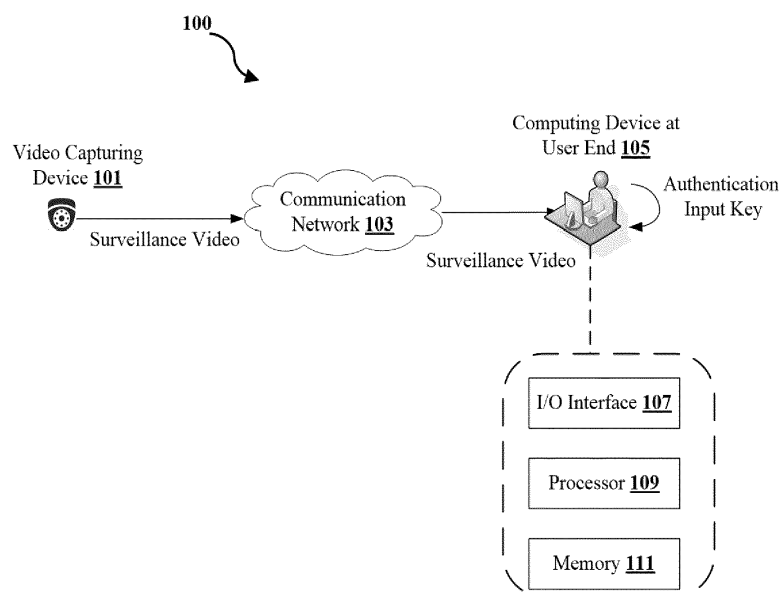 100
Computing Device at
User End 105
Video Capturing
Device 101
Communication
Network 103
Authentication
Input Key
Surveillance Video
Surveillance Video
I/O Interface 107
Processor 109
Memory 111